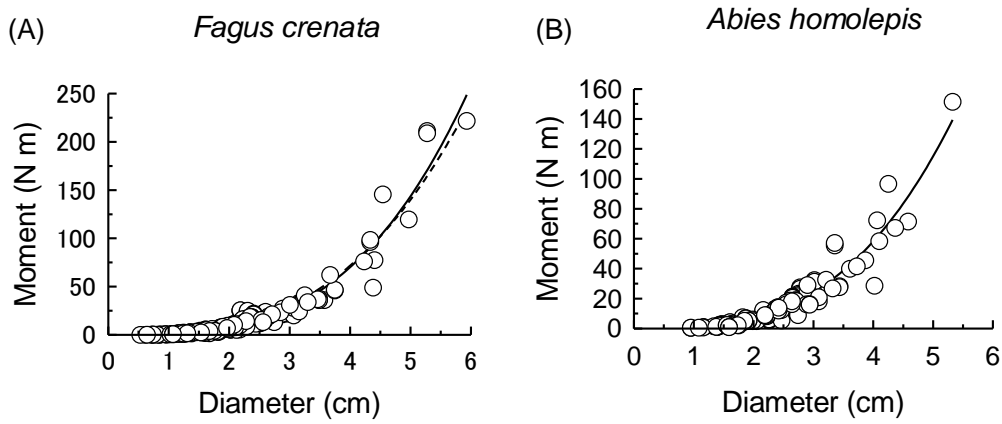 (A) Fagus crenata
Moment (N m)
250
200
150
100
50
0
0 1 2 3 4 5 6
Diameter (cm)
(B) Abies homolepis
Moment (N m)
160
140
120
100
80
60
40
20
0
0 1 2 3 4 5 6
Diameter (cm)